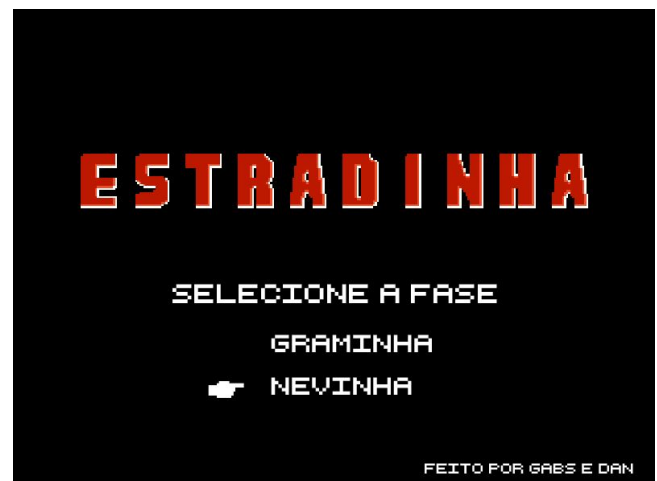 ESTRADINHA
SELECIONE A FASE
GRAMINHA
NEVINHA
FEITO POR GABS E DAN